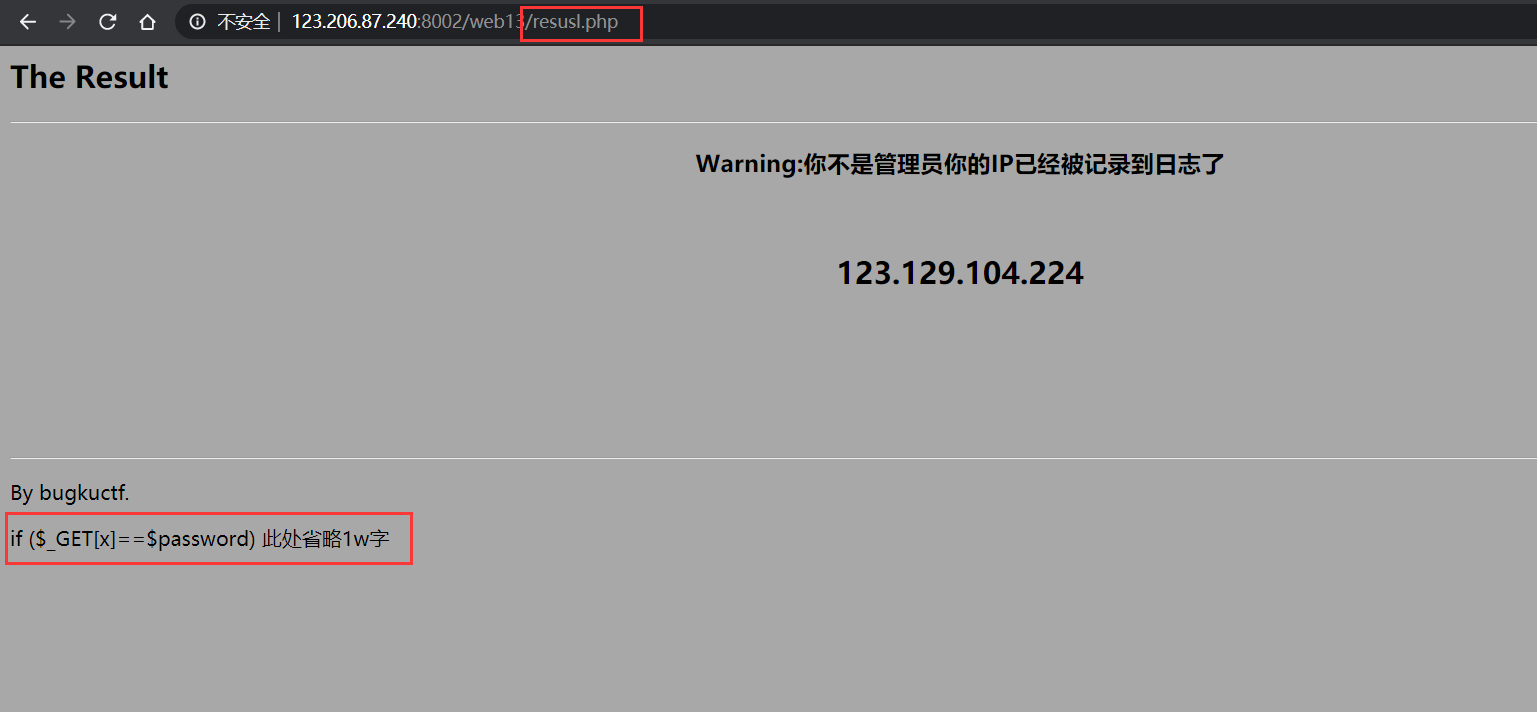 不安全 | 123.206.87.240:8002/web13/resusl.php
The Result
Warning:你不是管理员你的IP已经被记录到日志了
123.129.104.224
By bugkuctf.
if ($_GET[x]==$password) 此处省略1w字